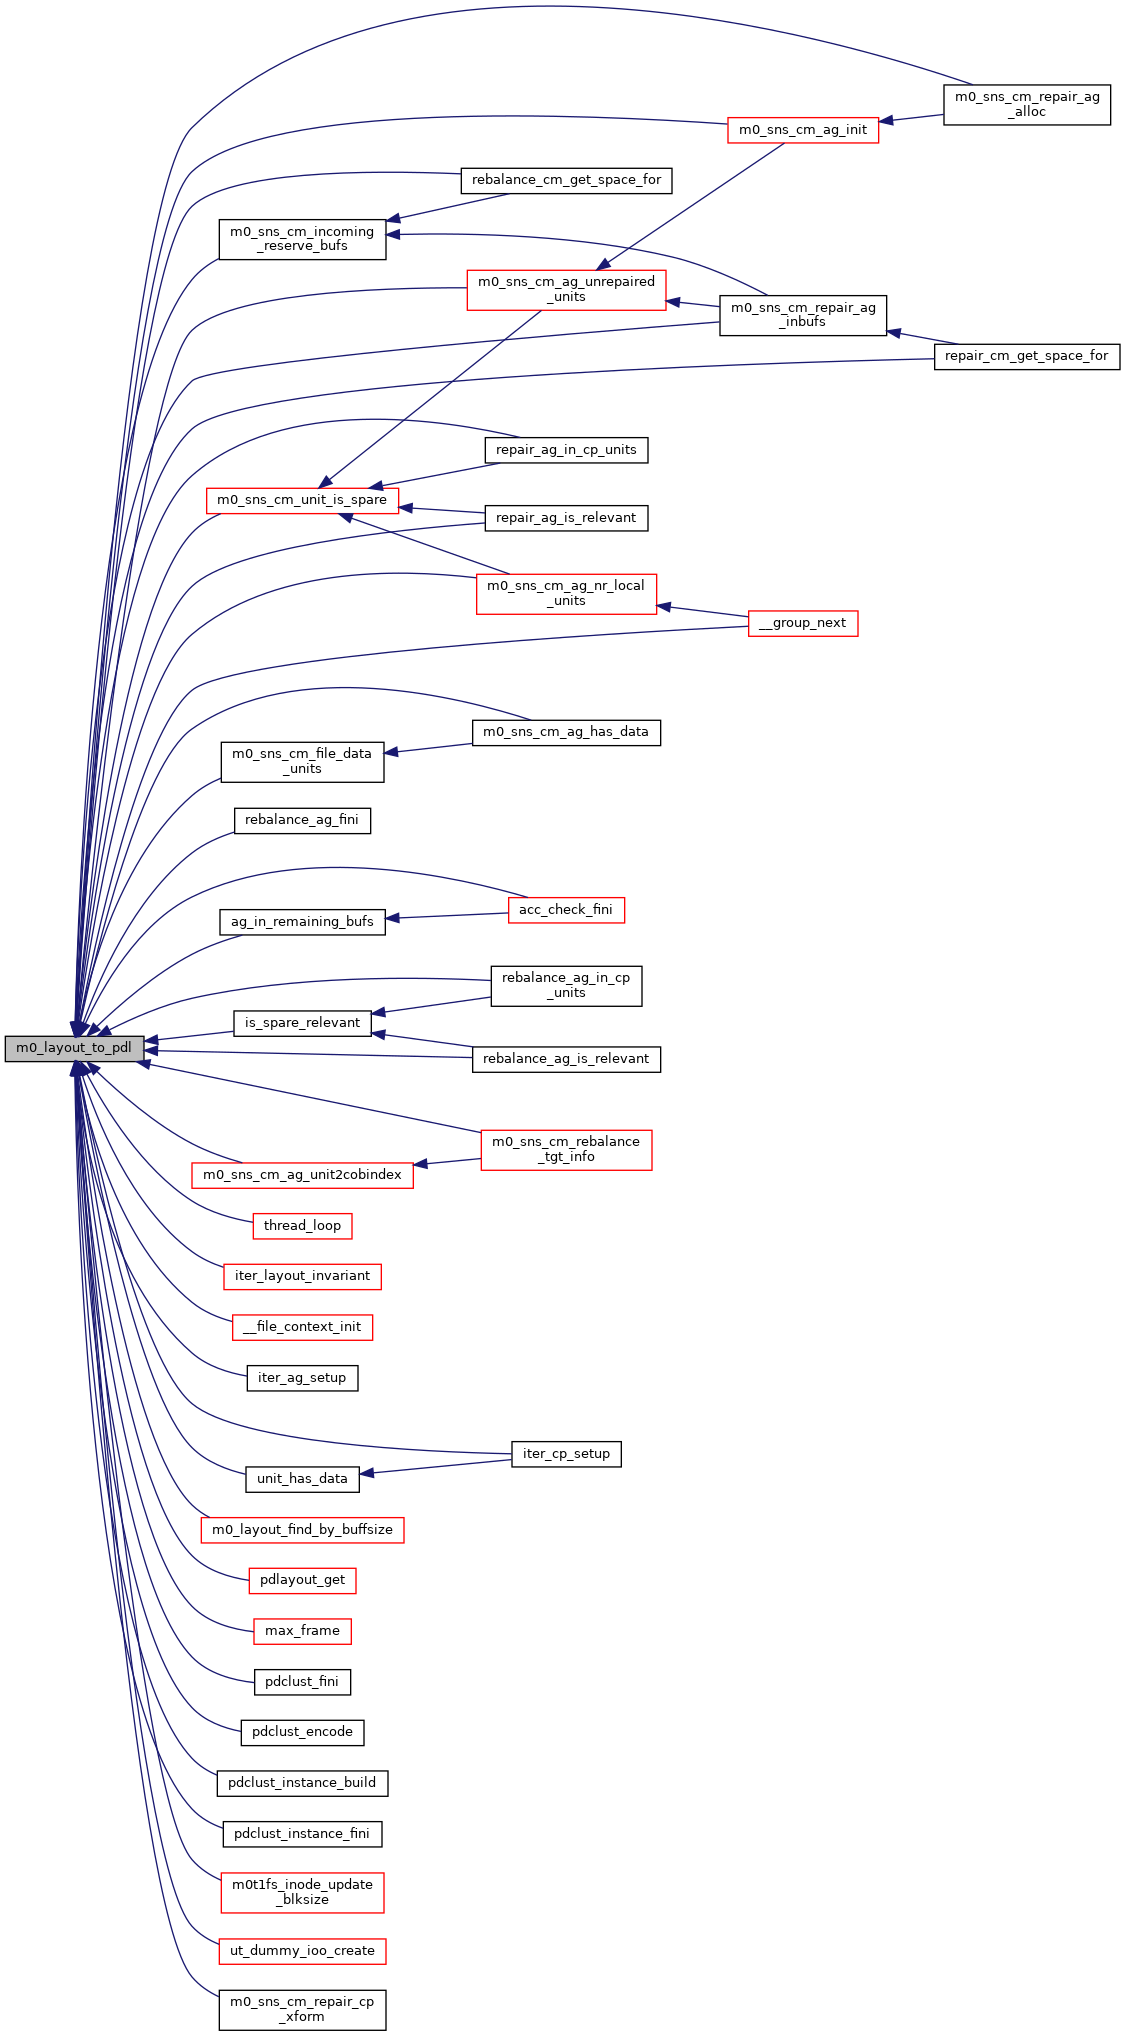 m0_sns_cm_repair_ag
_alloc
m0_sns_cm_ag_init
rebalance_cm_get_space_for
m0_sns_cm_incoming
_reserve_bufs
m0_sns_cm_ag_unrepaired
_units
m0_sns_cm_repair_ag
_inbufs
repair_cm_get_space_for
repair_ag_in_cp_units
m0_sns_cm_unit_is_spare
repair_ag_is_relevant
m0_sns_cm_ag_nr_local
_units
__group_next
m0_sns_cm_ag_has_data
m0_sns_cm_file_data
_units
rebalance_ag_fini
acc_check_fini
ag_in_remaining_bufs
rebalance_ag_in_cp
_units
is_spare_relevant
m0_layout_to_pdl
rebalance_ag_is_relevant
m0_sns_cm_rebalance
_tgt_info
m0_sns_cm_ag_unit2cobindex
thread_loop
iter_layout_invariant
__file_context_init
iter_ag_setup
iter_cp_setup
unit_has_data
m0_layout_find_by_buffsize
pdlayout_get
max_frame
pdclust_fini
pdclust_encode
pdclust_instance_build
pdclust_instance_fini
m0t1fs_inode_update
_blksize
ut_dummy_ioo_create
m0_sns_cm_repair_cp
_xform